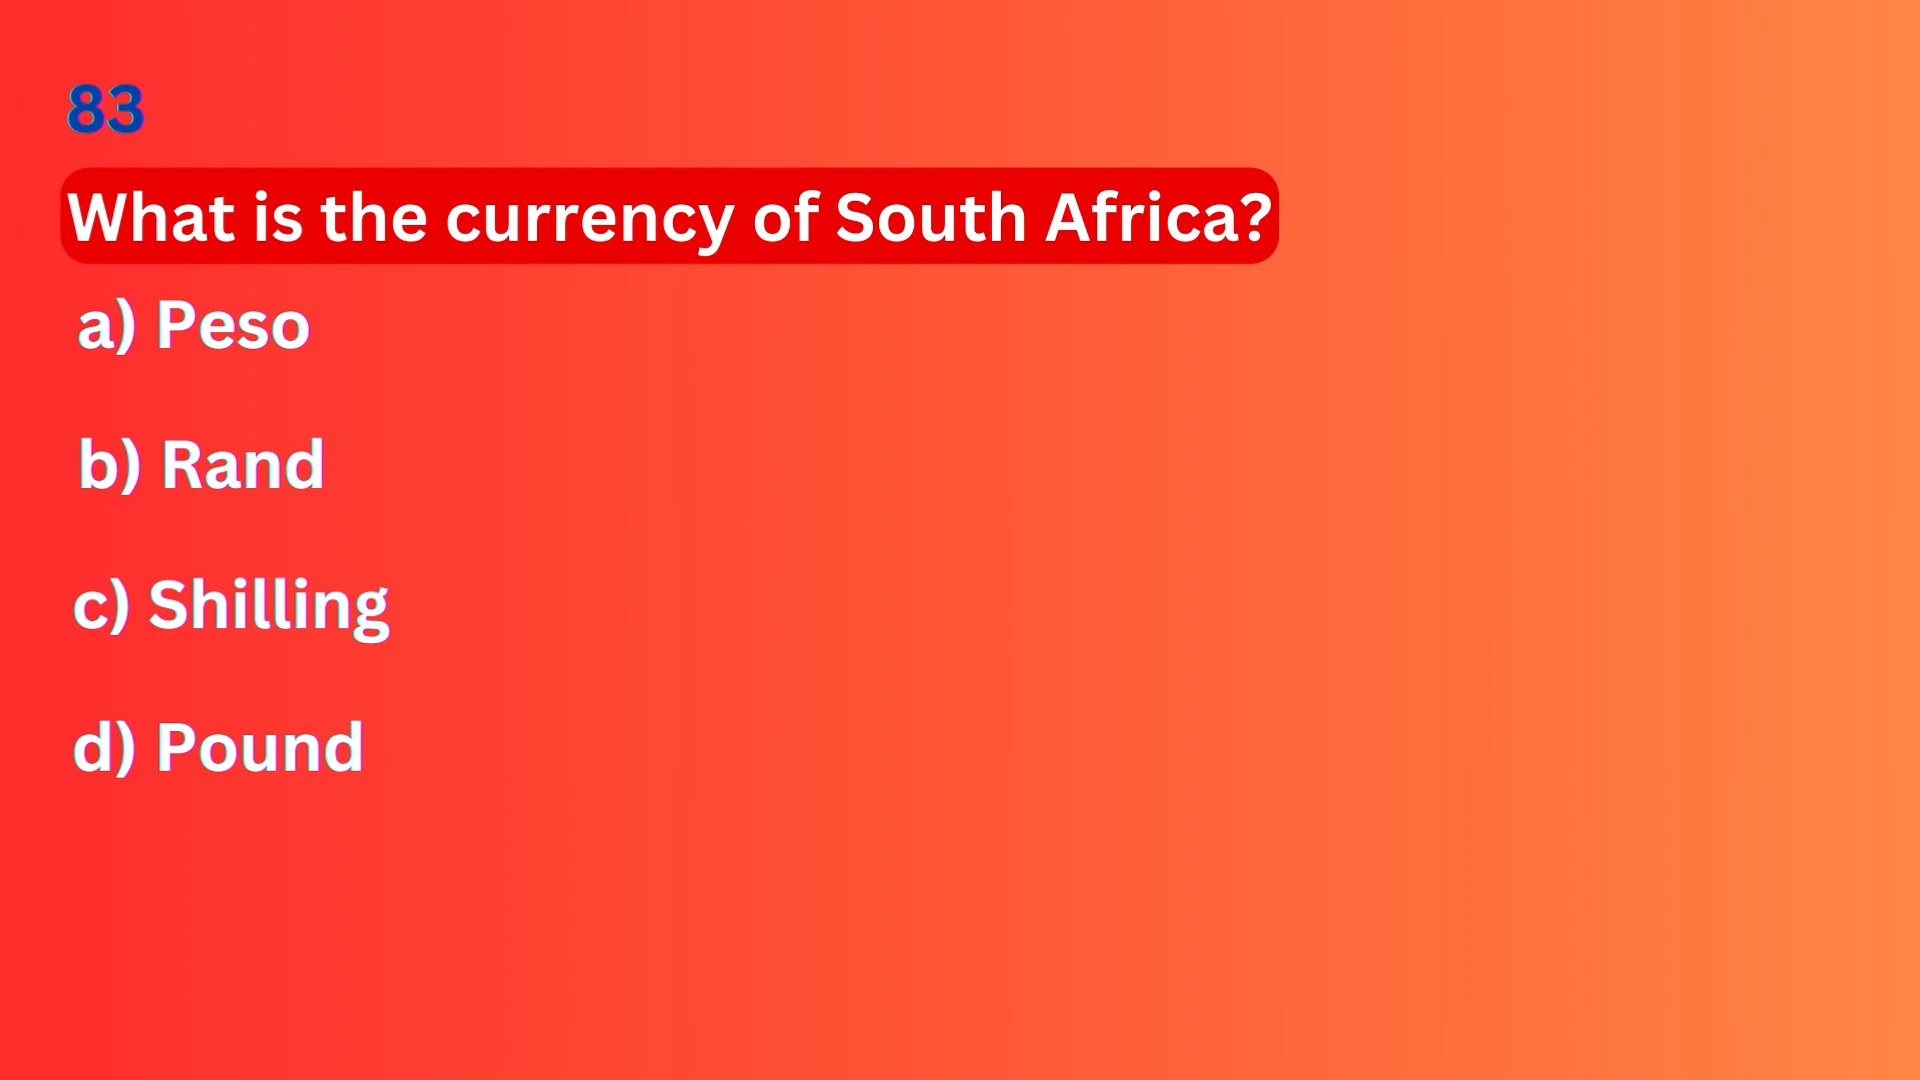 83
What is the currency of South Africa?
a) Peso
b) Rand
c) Shilling
d) Pound